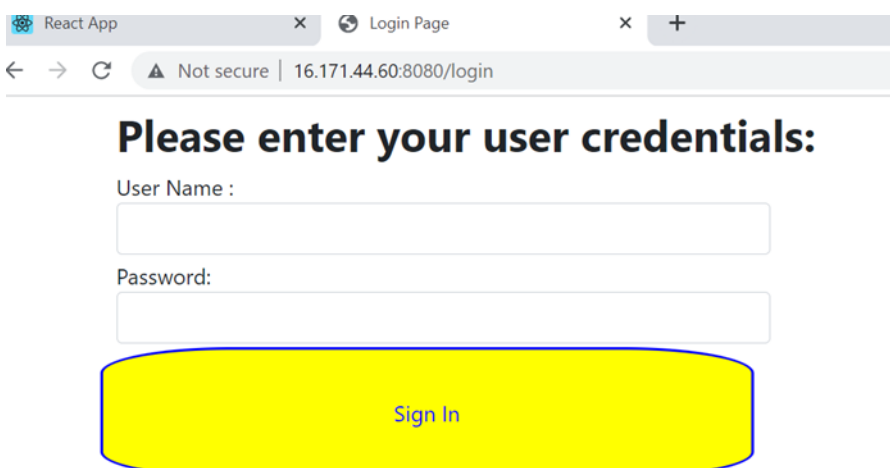 React App
Login Page
Not secure | 16.171.44.60:8080/login
Please enter your user credentials:
User Name :
Password:
Sign In